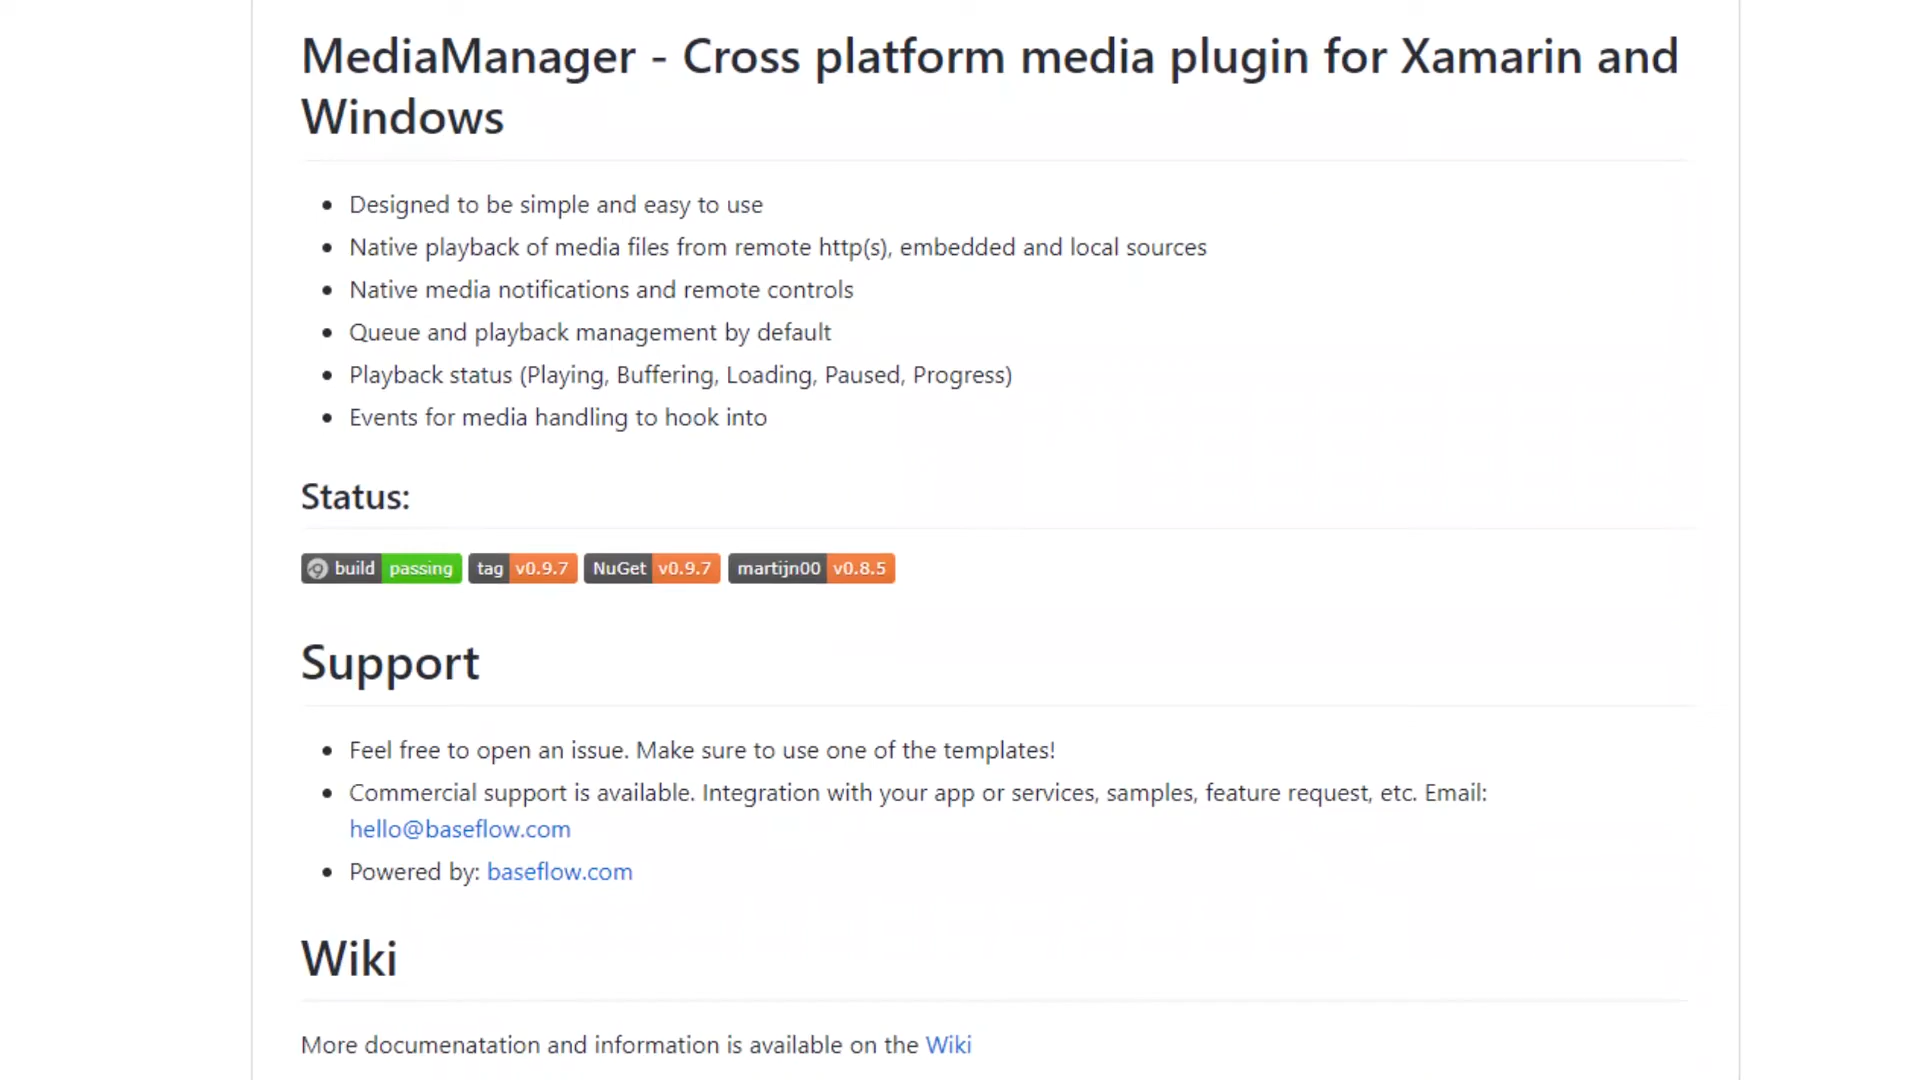 MediaManager - Cross platform media plugin for Xamarin and
Windows
Designed to be simple and easy to use
Native playback of media files from remote http(s), embedded and local sources
Native media notifications and remote controls
Queue and playback management by default
Playback status (Playing, Buffering, Loading, Paused, Progress)
Events for media handling to hook into
Status:
build passing tag v0.9.7 NuGet v0.9.7 martijn00 v0.8.5
Support
Feel free to open an issue. Make sure to use one of the templates!
Commercial support is available. Integration with your app or services, samples, feature request, etc. Email:
hello@baseflow.com
Powered by: baseflow.com
Wiki
More documenatation and information is available on the Wiki